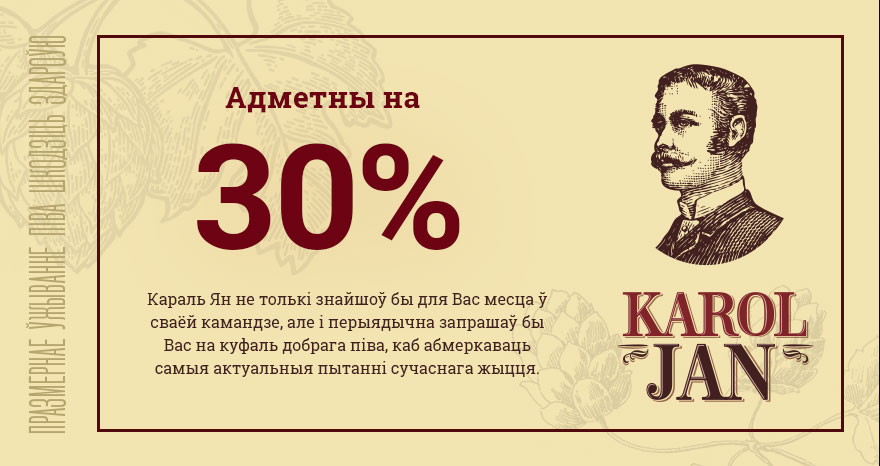 ПРАЗМЕРНАЕ ЎЖЫВАННЕ ПІВА ШКОДЗІЦЬ ЗДАРОЎЮ
Адметны на
30%
Караль Ян не толькі знайшоў бы для Вас месца ў
сваёй камандзе, але і перыядычна запрашаў бы
Вас на куфаль добрага піва, каб абмеркаваць
самыя актуальныя пытанні сучаснага жыцця.
KAROL
JAN